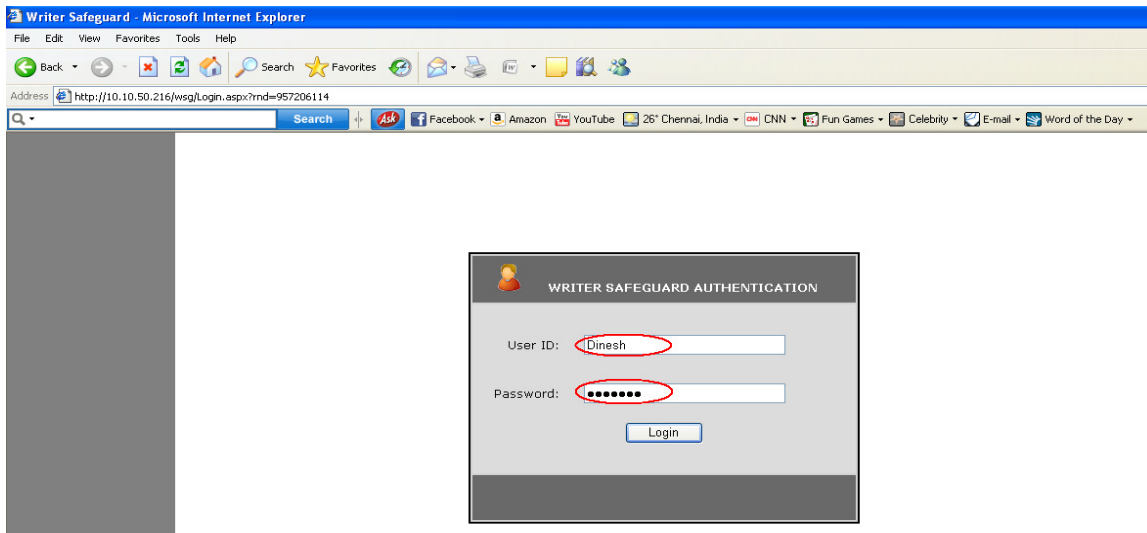 Writer Safeguard - Microsoft Internet Explorer
File Edit View Favorites Tools Help
Back Search Favorites
Address http://10.10.50.216/wsg/Login.aspx?rnd=957206114
Search Ask Facebook Amazon YouTube 26° Chennai, India CNN Fun Games Celebrity E-mail Word of the Day
WRITER SAFEGUARD AUTHENTICATION
User ID: Dinesh
Password: •••••••
Login